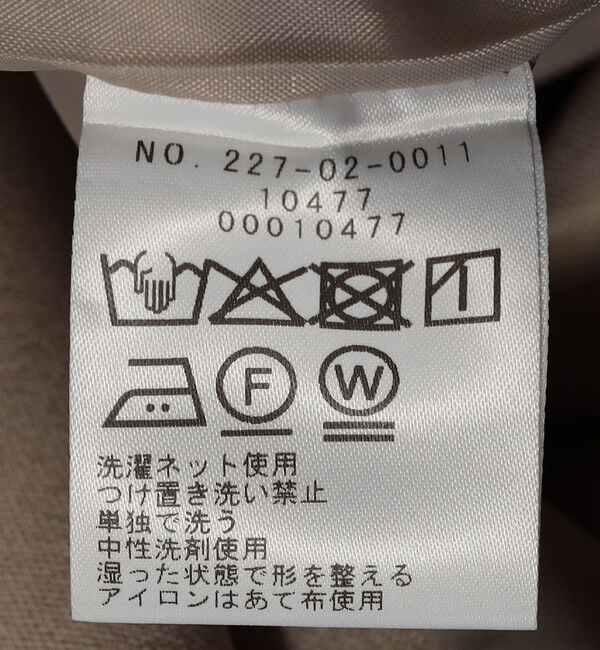 NO. 227-02-0011
10477
00010477
F W
洗濯ネット使用
つけ置き洗い禁止
単独で洗う
中性洗剤使用
湿った状態で形を整える
アイロンはあて布使用